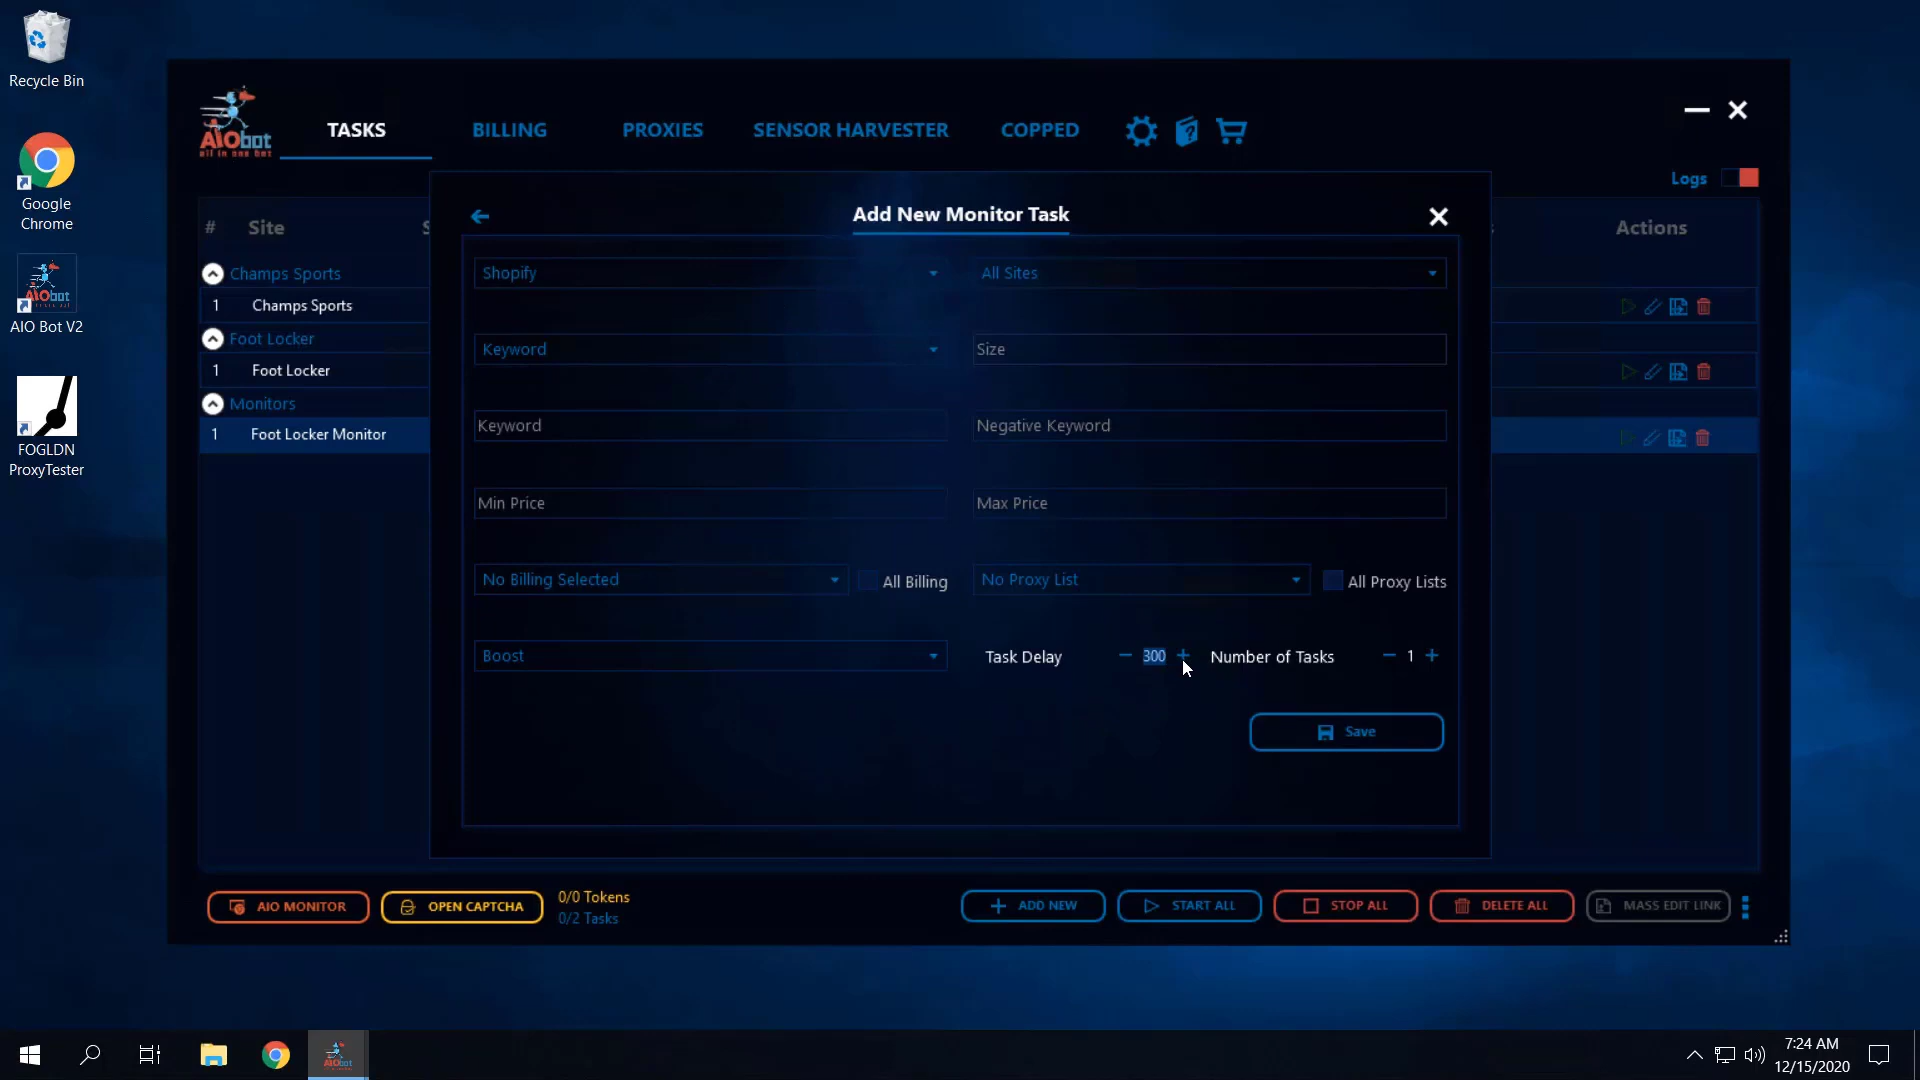 Recycle Bin
Google
Chrome
AIO Bot V2
FOGLDN
ProxyTester
AIObot
all in one bot
TASKS
BILLING
PROXIES
SENSOR HARVESTER
COPPED
Logs
# Site
Actions
Champs Sports
1 Champs Sports
Foot Locker
1 Foot Locker
Monitors
1 Foot Locker Monitor
Add New Monitor Task
Shopify
All Sites
Keyword
Size
Keyword
Negative Keyword
Min Price
Max Price
No Billing Selected
All Billing
No Proxy List
All Proxy Lists
Boost
Task Delay
300
Number of Tasks
1
Save
AIO MONITOR
OPEN CAPTCHA
0/0 Tokens
0/2 Tasks
ADD NEW
START ALL
STOP ALL
DELETE ALL
MASS EDIT LINK
7:24 AM
12/15/2020